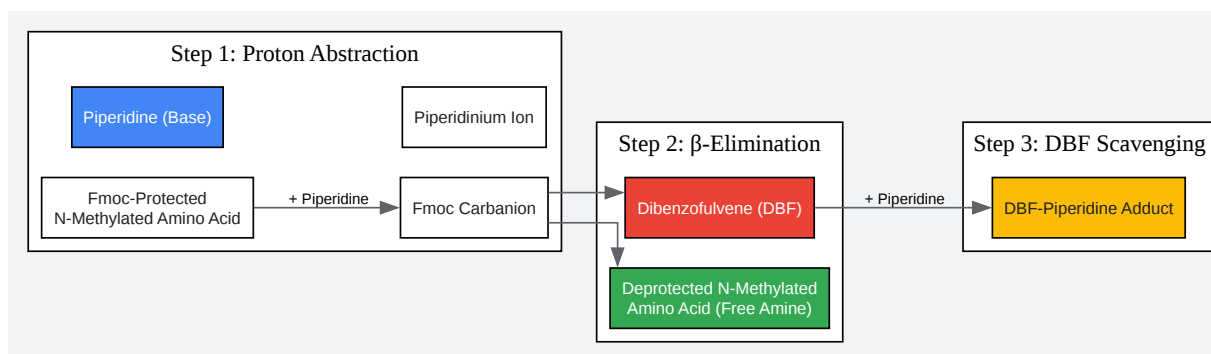 Step 1: Proton Abstraction
Piperidine (Base)
Piperidinium Ion
Fmoc-Protected
N-Methylated Amino Acid
+ Piperidine
Fmoc Carbanion
Step 2: β-Elimination
Dibenzofulvene (DBF)
Deprotected N-Methylated
Amino Acid (Free Amine)
+ Piperidine
Step 3: DBF Scavenging
DBF-Piperidine Adduct